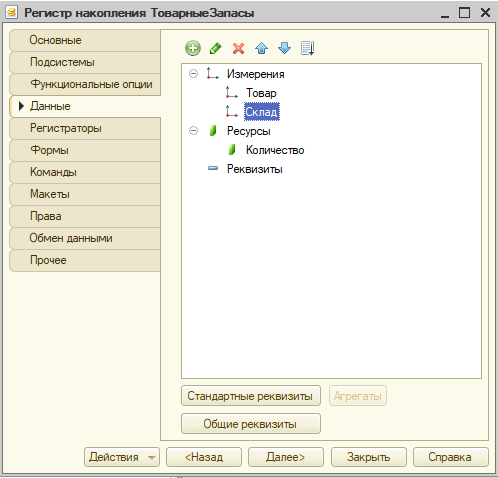 Регистр накопления ТоварныеЗапасы
Основные
Подсистемы
Функциональные опции
Данные
Регистраторы
Формы
Команды
Макеты
Права
Обмен данными
Прочее
Измерения
Товар
Склад
Ресурсы
Количество
Реквизиты
Стандартные реквизиты
Агрегаты
Общие реквизиты
Действия
<Назад
Далее>
Закрыть
Справка